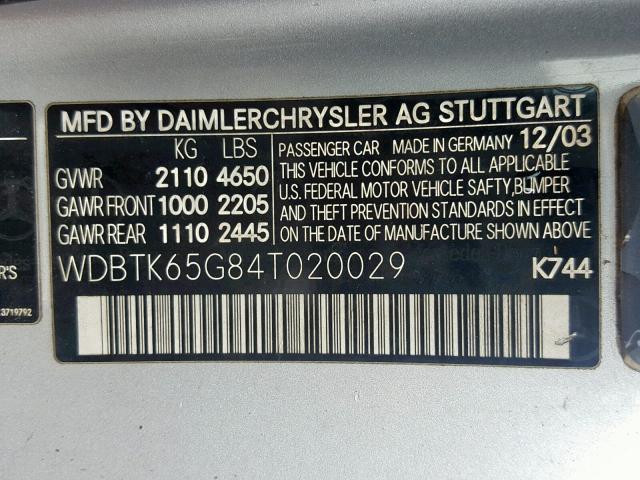 MFD BY DAIMLERCHRYSLER AG STUTTGART
KG LBS
GVWR 2110 4650
GAWR FRONT 1000 2205
GAWR REAR 1110 2445
PASSENGER CAR MADE IN GERMANY 12/03
THIS VEHICLE CONFORMS TO ALL APPLICABLE
U.S. FEDERAL MOTOR VEHICLE SAFTY,BUMPER
AND THEFT PREVENTION STANDARDS IN EFFECT
ON THE DATE OF MANUFACTURE SHOWN ABOVE
WDBTK65G84T020029
K744
R'S
3719792